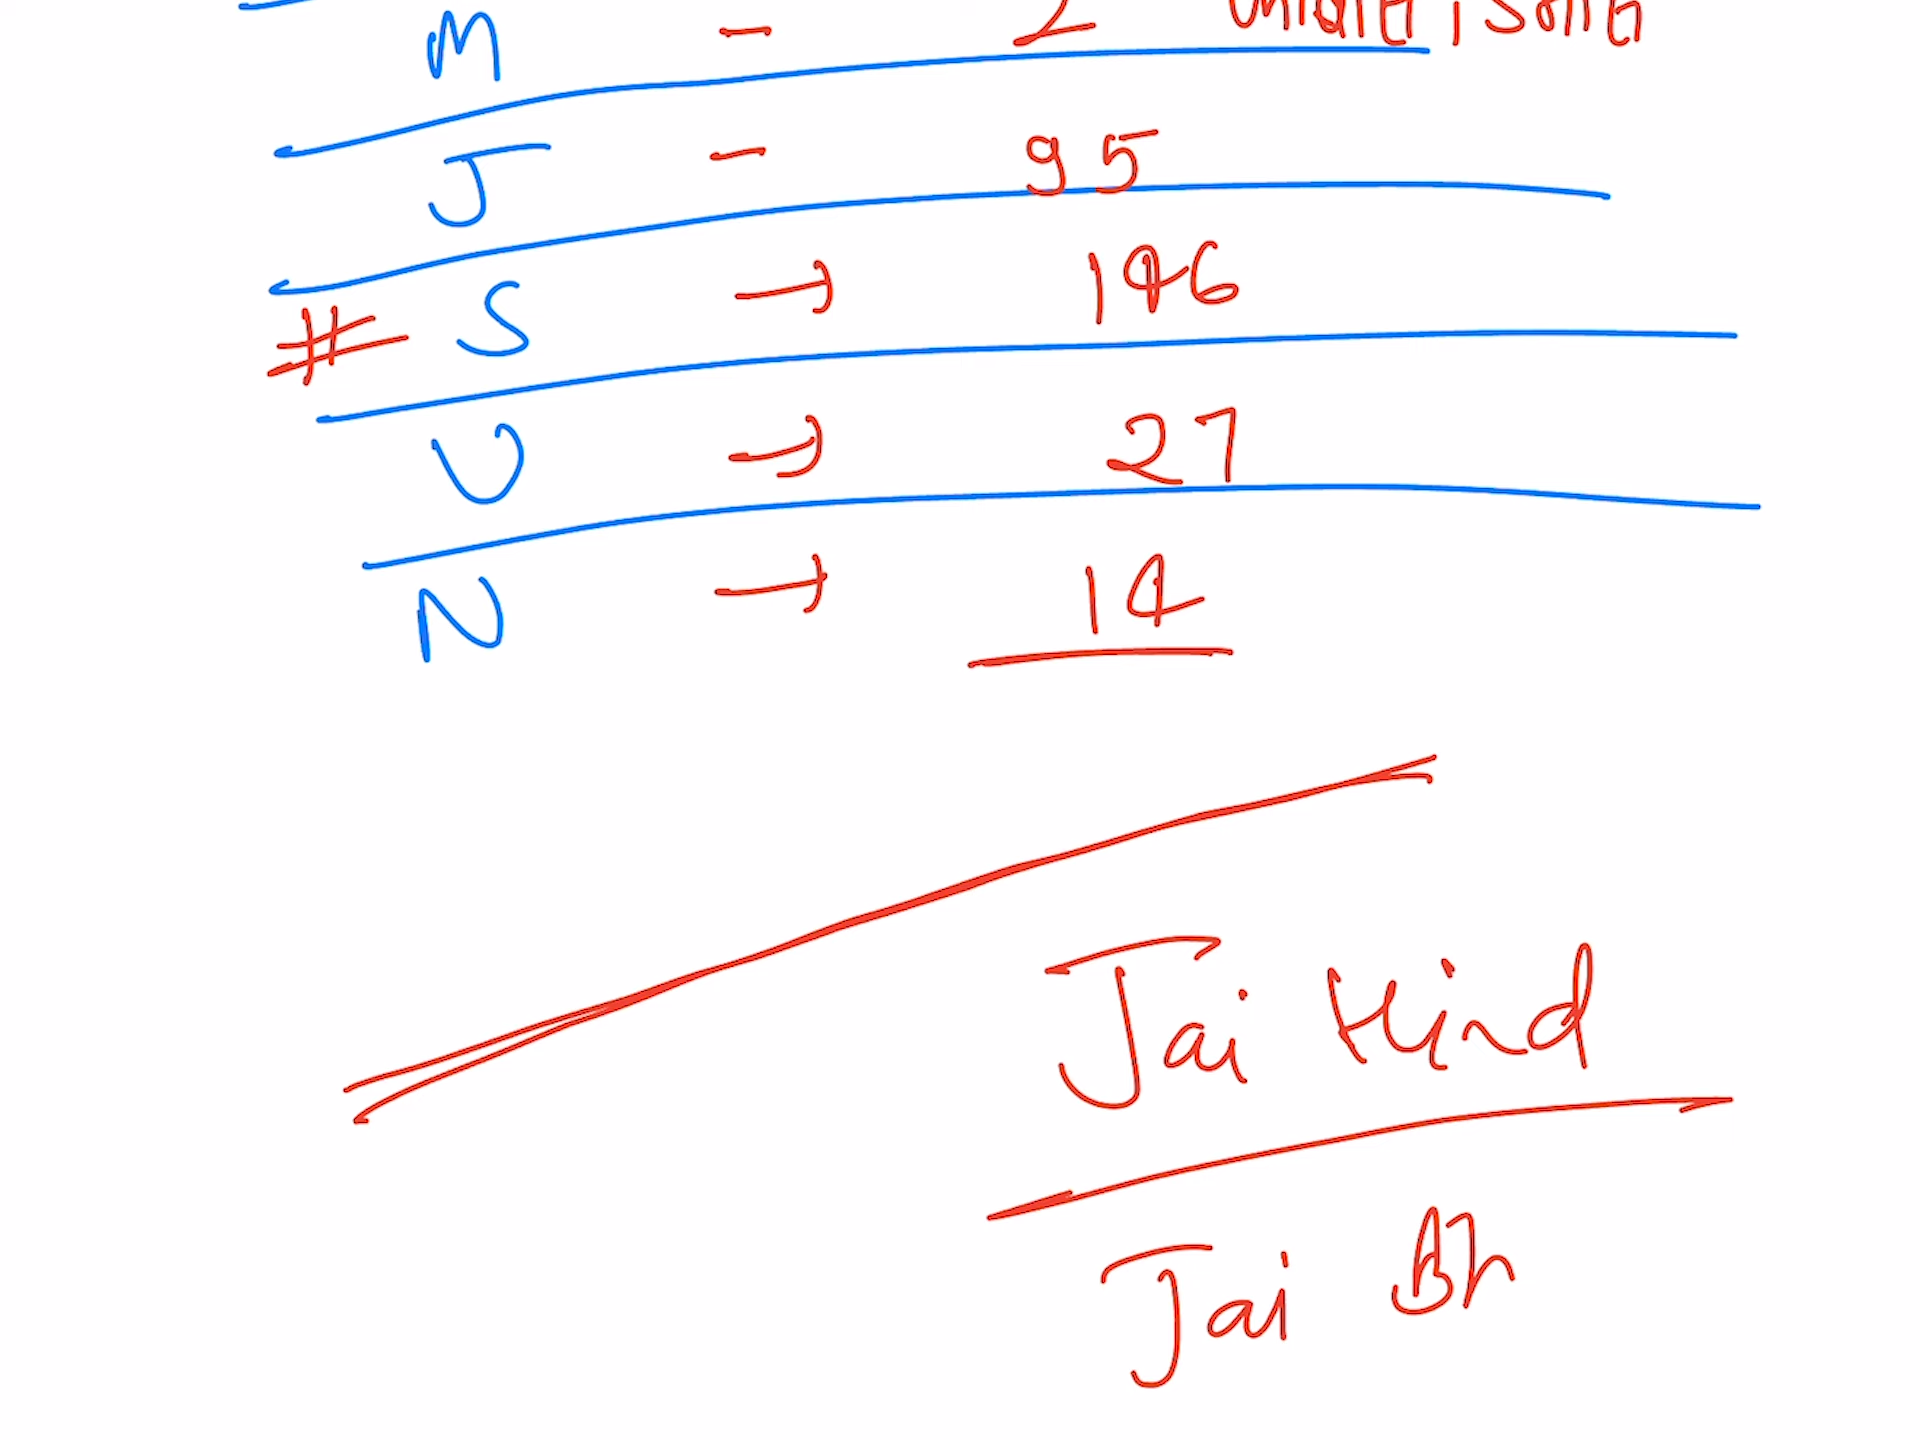 M - 2
J - 95
# S → 146
U → 27
N → 14
Jai Hind
Jai Bh